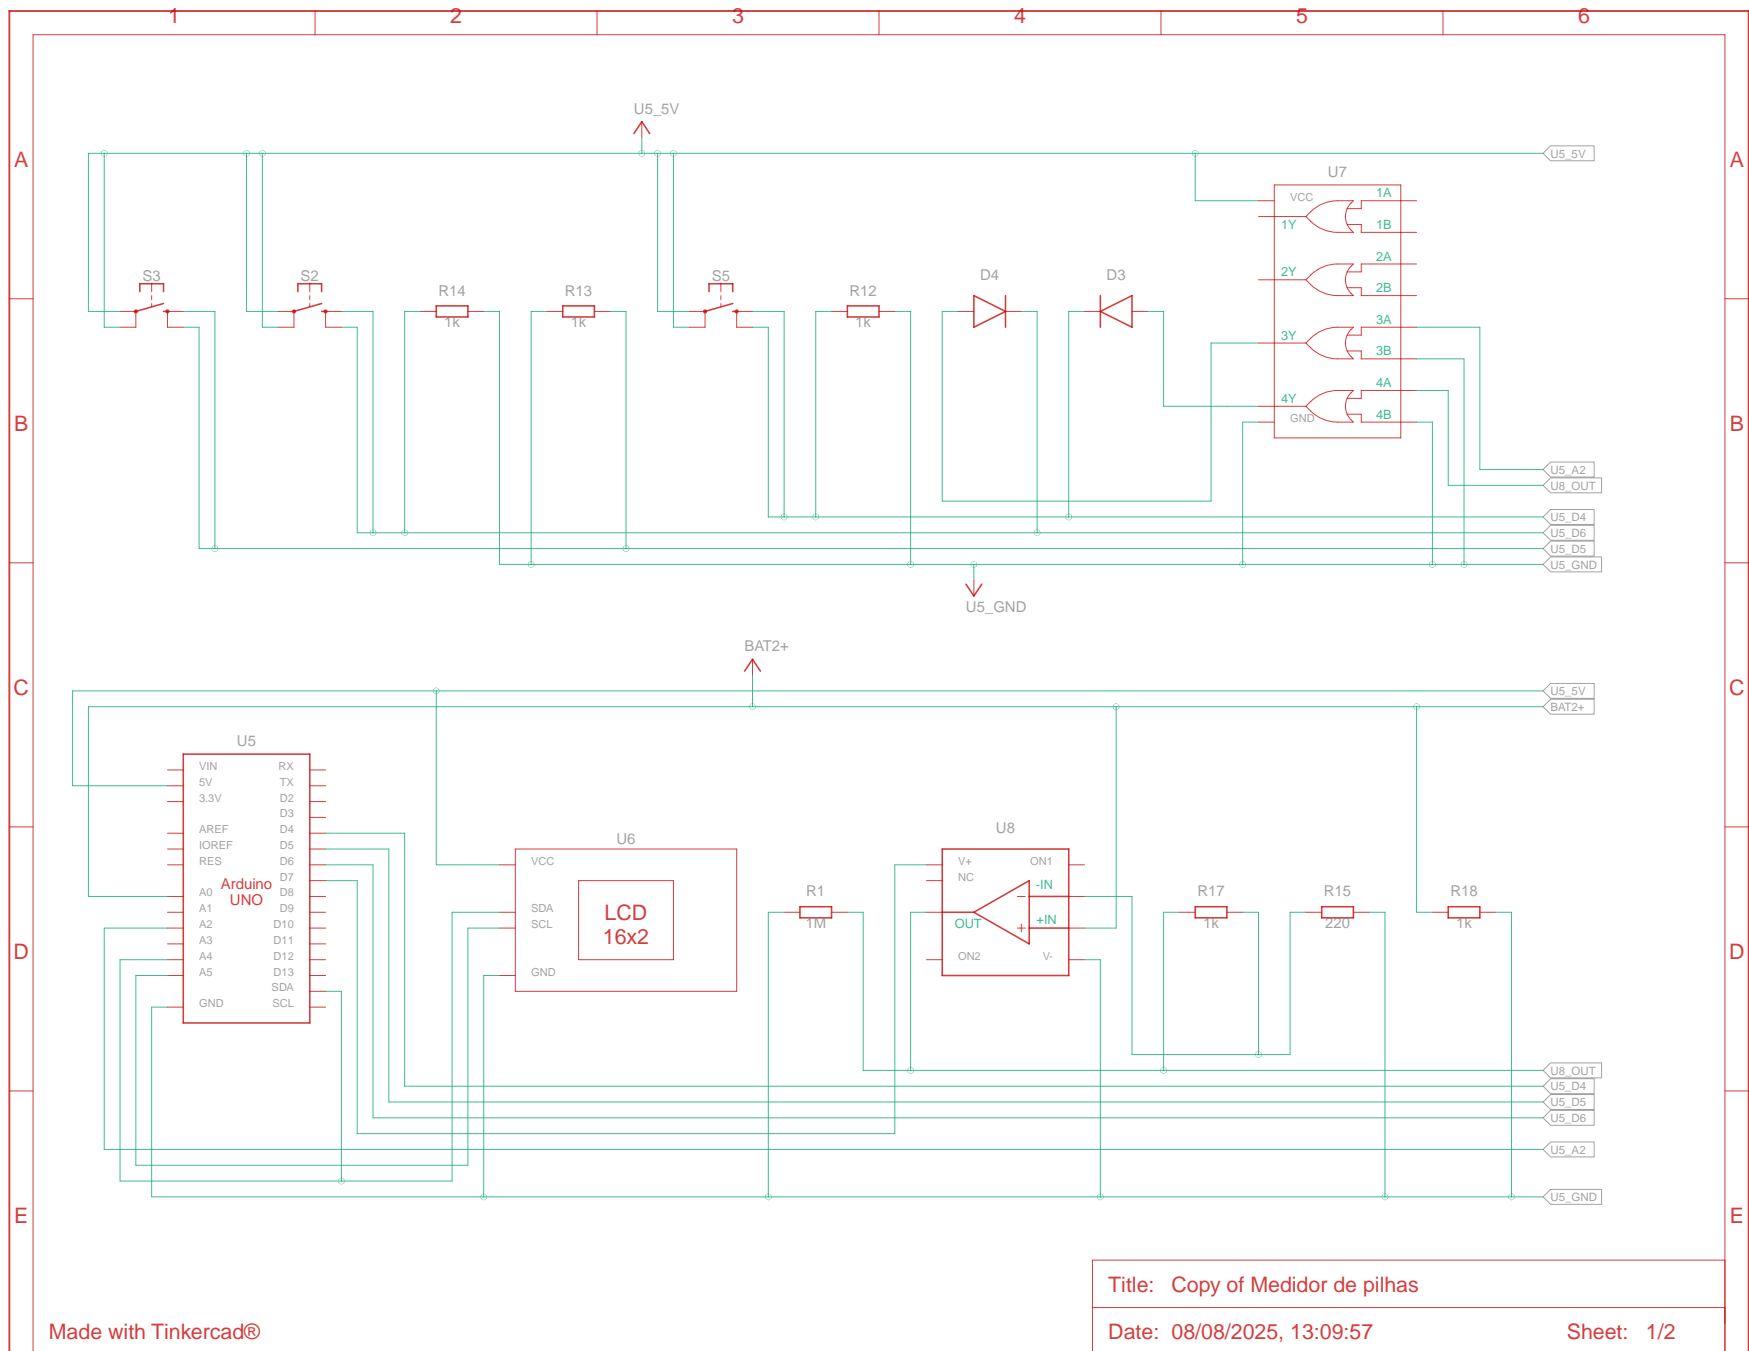 1 2 3 4 5 6
U5_5V
A A
U5_5V
U7
VCC 1A
1Y 1B
2A
2Y
2B
S3 S2 S5 D4 D3
R14 R13 R12
1k 1k 1k
3A
3Y
3B
4A
4Y
GND 4B
B B
U5_A2
U8_OUT
U5_D4
U5_D6
U5_D5
U5_GND
U5_GND
BAT2+
C C
U5_5V
BAT2+
U5
VIN RX
5V TX
3.3V D2
D3
AREF D4
IOREF D5
RES D6
D7
Arduino
UNO
A0 D8
A1 D9
A2 D10
A3 D11
A4 D12
A5 D13
SDA
GND SCL
U6
VCC
SDA
SCL
GND
LCD
16x2
R1
1M
U8
V+ ON1
NC
-IN
+IN
OUT
ON2 V-
R17 R15 R18
1k 220 1k
D D
U8_OUT
U5_D4
U5_D5
U5_D6
U5_A2
U5_GND
E E
Title: Copy of Medidor de pilhas
Made with Tinkercad®
Date: 08/08/2025, 13:09:57 Sheet: 1/2